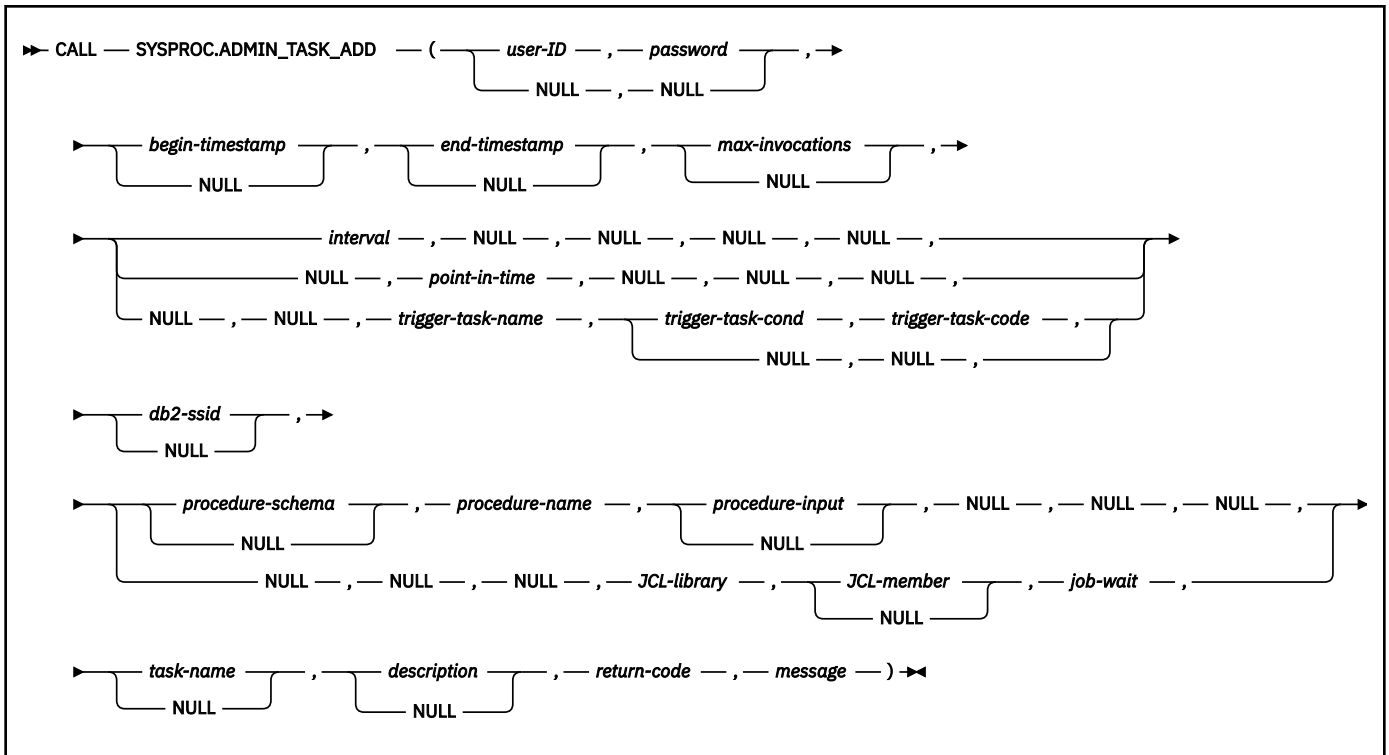 CALL SYSPROC.ADMIN_TASK_ADD ( user-ID , password ,
NULL , NULL
begin-timestamp , end-timestamp , max-invocations ,
NULL NULL NULL
interval , NULL , NULL , NULL , NULL ,
NULL , point-in-time , NULL , NULL , NULL ,
NULL , NULL , trigger-task-name , trigger-task-cond , trigger-task-code ,
NULL , NULL ,
db2-ssid ,
NULL
procedure-schema , procedure-name , procedure-input , NULL , NULL , NULL ,
NULL NULL
NULL , NULL , NULL , JCL-library , JCL-member , job-wait ,
NULL
task-name , description , return-code , message )
NULL NULL